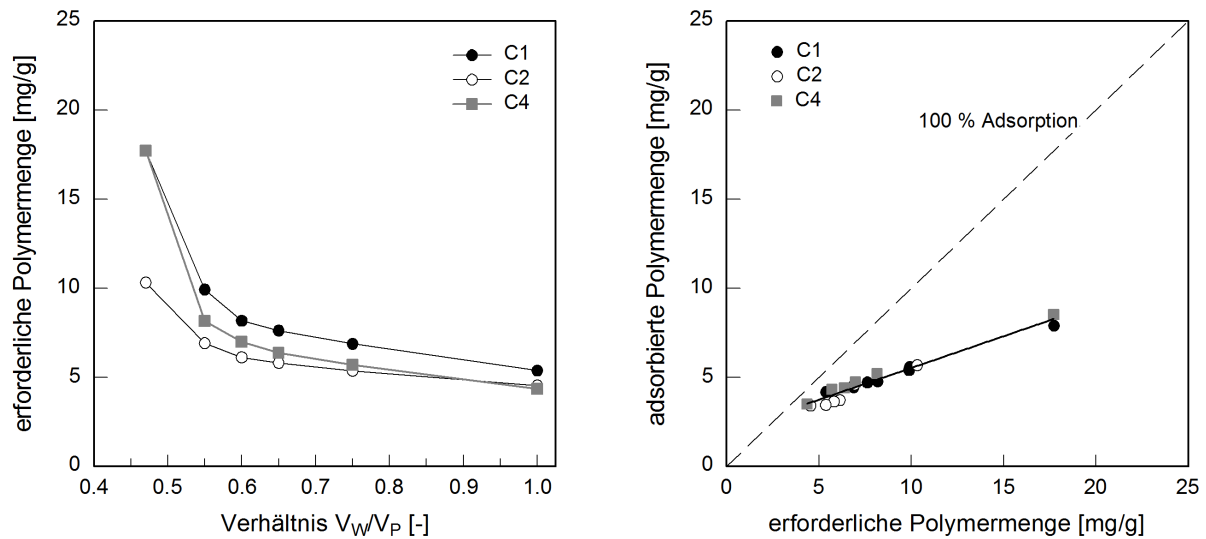 erforderliche Polymermenge [mg/g]
25
20
15
10
5
0
C1
C2
C4
0.4 0.5 0.6 0.7 0.8 0.9 1.0
Verhältnis VW/VP [-]
adsorbierte Polymermenge [mg/g]
25
20
15
10
5
0
C1
C2
C4
100 % Adsorption
0 5 10 15 20 25
erforderliche Polymermenge [mg/g]